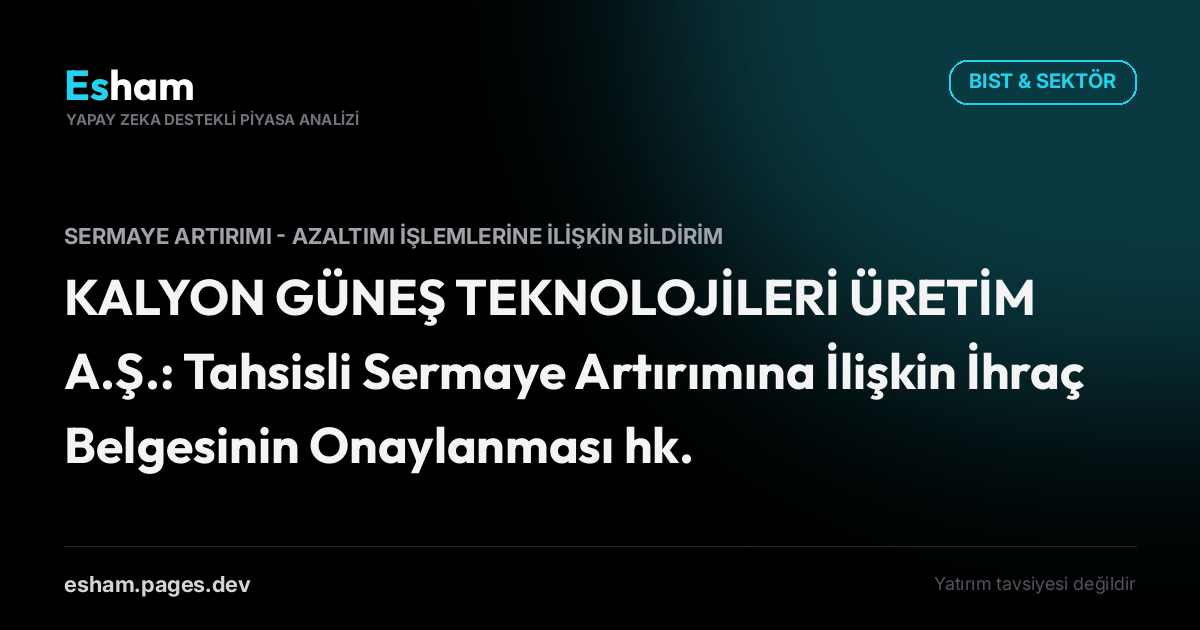 Esham
YAPAY ZEKA DESTEKLİ PİYASA ANALİZİ
BIST & SEKTÖR
SERMAYE ARTIRIMI - AZALTIMI İŞLEMLERİNE İLİŞKİN BİLDİRİM
KALYON GÜNEŞ TEKNOLOJİLERİ ÜRETİM
A.Ş.: Tahsisli Sermaye Artırımına İlişkin İhraç
Belgesinin Onaylanması hk.
esham.pages.dev
Yatırım tavsiyesi değildir